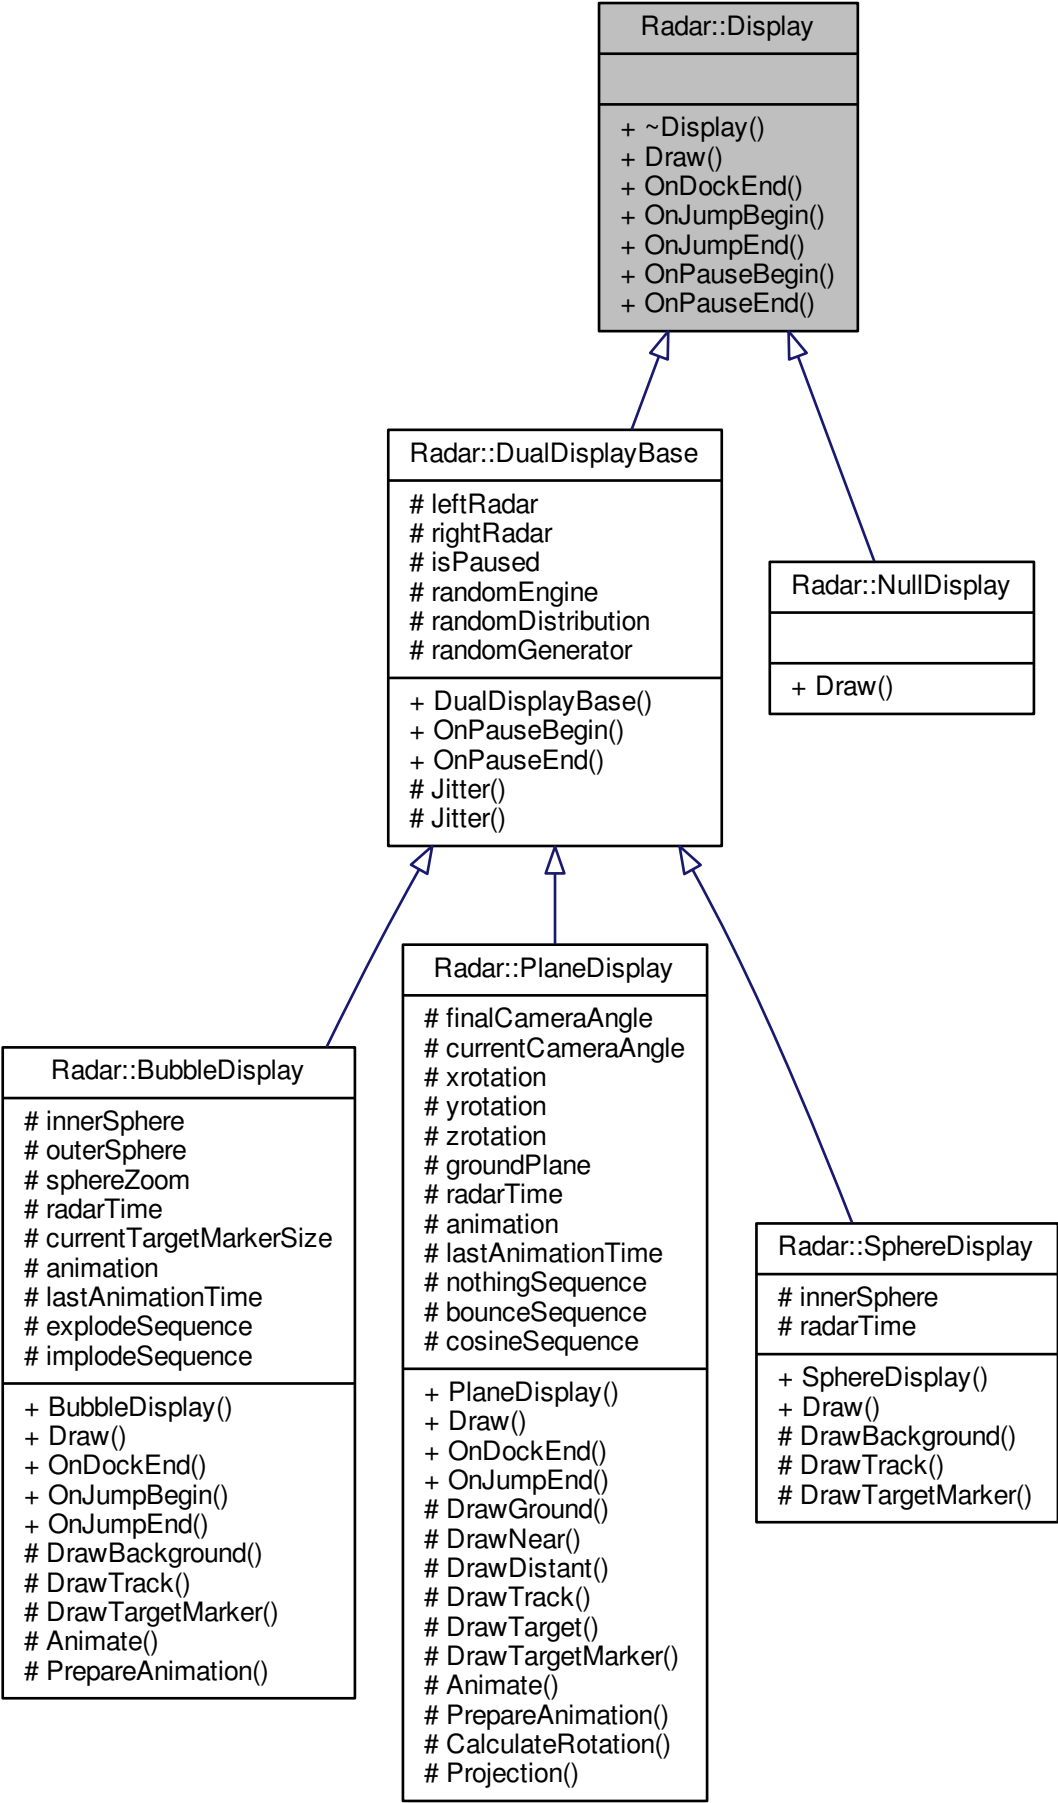 Radar::Display
+ ~Display()
+ Draw()
+ OnDockEnd()
+ OnJumpBegin()
+ OnJumpEnd()
+ OnPauseBegin()
+ OnPauseEnd()
Radar::DualDisplayBase
# leftRadar
# rightRadar
# isPaused
# randomEngine
# randomDistribution
# randomGenerator
+ DualDisplayBase()
+ OnPauseBegin()
+ OnPauseEnd()
# Jitter()
# Jitter()
Radar::NullDisplay
+ Draw()
Radar::BubbleDisplay
# innerSphere
# outerSphere
# sphereZoom
# radarTime
# currentTargetMarkerSize
# animation
# lastAnimationTime
# explodeSequence
# implodeSequence
+ BubbleDisplay()
+ Draw()
+ OnDockEnd()
+ OnJumpBegin()
+ OnJumpEnd()
# DrawBackground()
# DrawTrack()
# DrawTargetMarker()
# Animate()
# PrepareAnimation()
Radar::PlaneDisplay
# finalCameraAngle
# currentCameraAngle
# xrotation
# yrotation
# zrotation
# groundPlane
# radarTime
# animation
# lastAnimationTime
# nothingSequence
# bounceSequence
# cosineSequence
+ PlaneDisplay()
+ Draw()
+ OnDockEnd()
+ OnJumpEnd()
# DrawGround()
# DrawNear()
# DrawDistant()
# DrawTrack()
# DrawTarget()
# DrawTargetMarker()
# Animate()
# PrepareAnimation()
# CalculateRotation()
# Projection()
Radar::SphereDisplay
# innerSphere
# radarTime
+ SphereDisplay()
+ Draw()
# DrawBackground()
# DrawTrack()
# DrawTargetMarker()